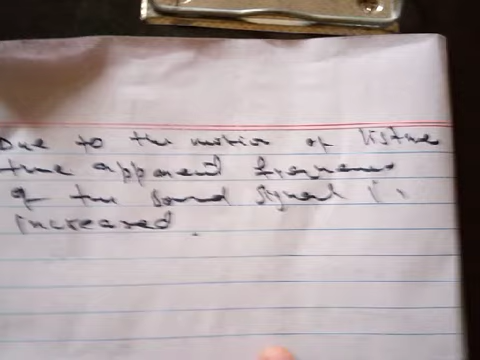 Due to the motion of listner
the apparent frequency
of the sound signal is
increased.